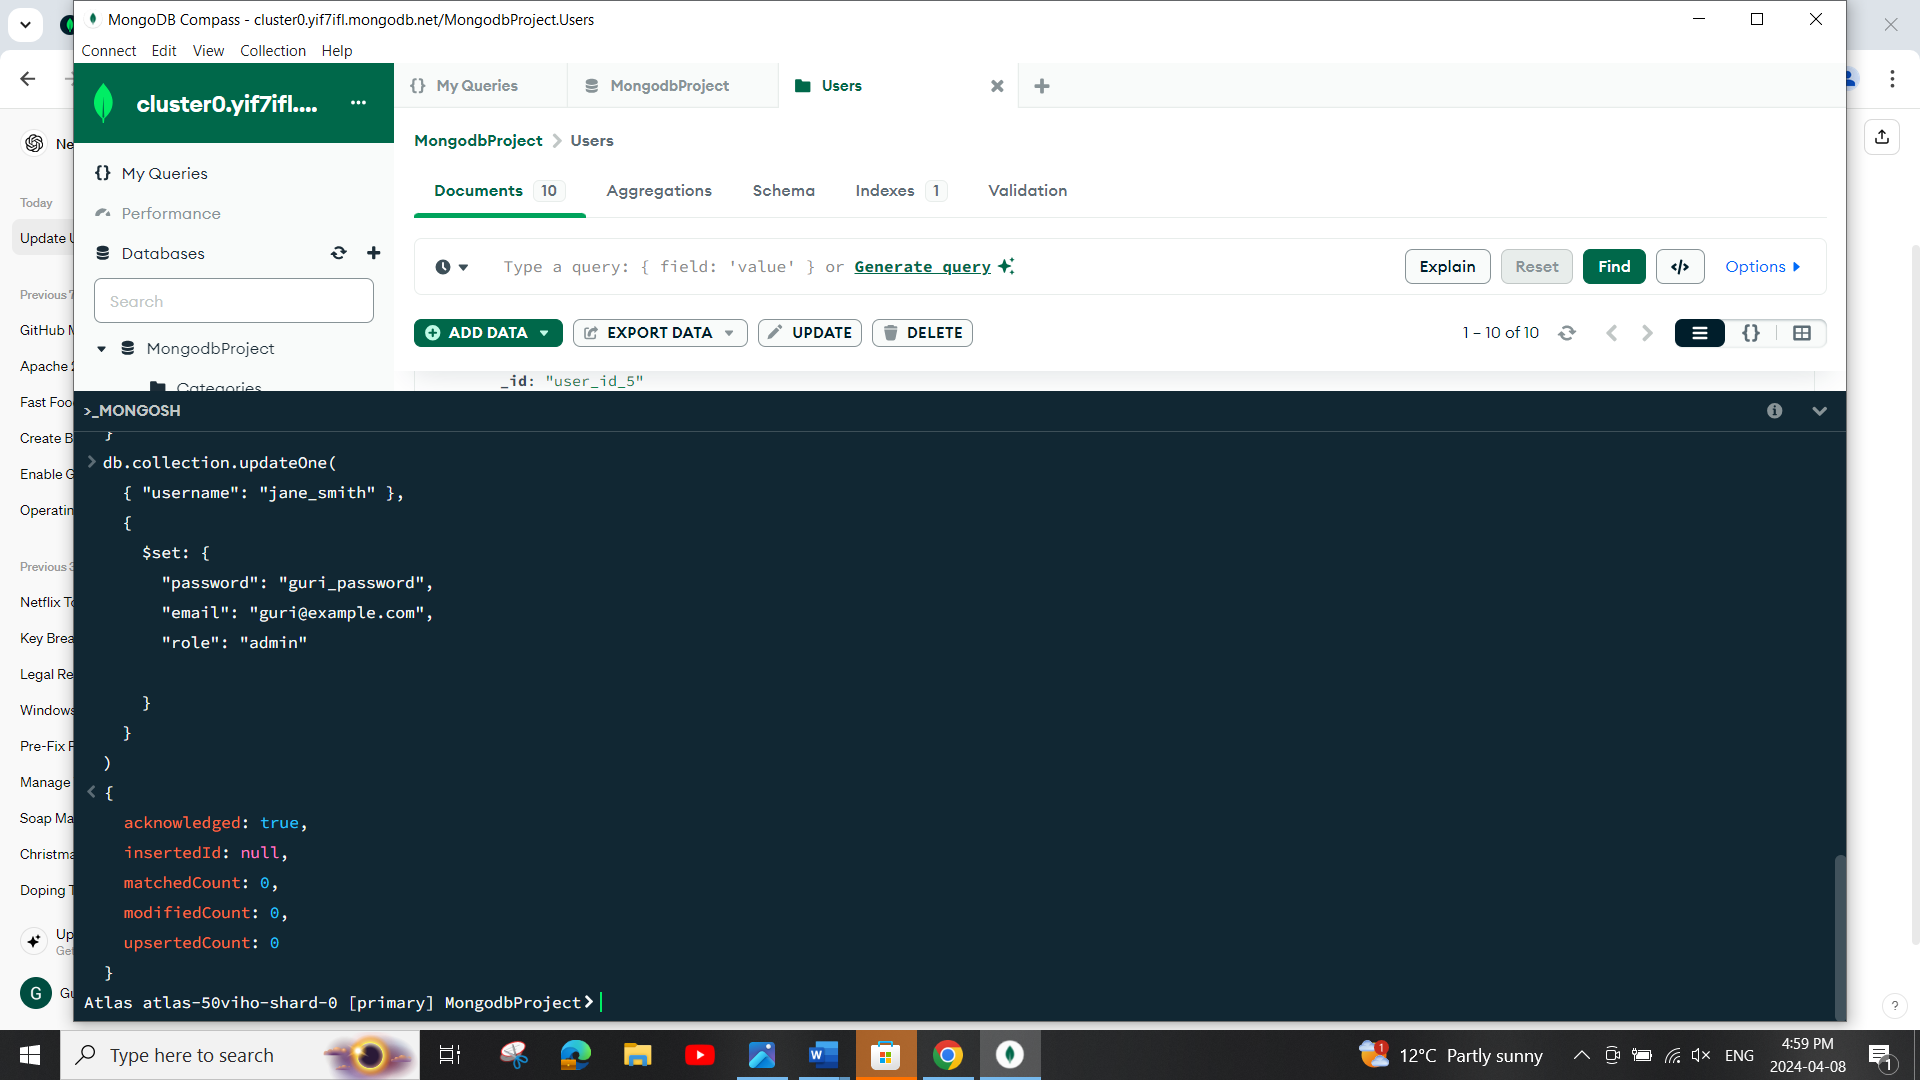 MongoDB Compass - cluster0.yif7ifl.mongodb.net/MongodbProject.Users
Connect Edit View Collection Help
cluster0.yif7ifl.... ...
{} My Queries
MongodbProject
Users
MongodbProject > Users
My Queries
Performance
Databases
Search
MongodbProject
Categories
Documents 10
Aggregations
Schema
Indexes 1
Validation
Type a query: { field: 'value' } or Generate query
Explain
Reset
Find
</>
Options
ADD DATA
EXPORT DATA
UPDATE
DELETE
1 – 10 of 10
{}
_id: "user_id_5"
Ne
Today
Update U
Previous 7
GitHub M
Apache 2
Fast Foo
Create B
Enable G
Operatin
Previous 3
Netflix To
Key Brea
Legal Re
Windows
Pre-Fix P
Manage
Soap Ma
Christma
Doping T
Up
Get
G
Gu
>_MONGOSH
}
> db.collection.updateOne(
{ "username": "jane_smith" },
{
$set: {
"password": "guri_password",
"email": "guri@example.com",
"role": "admin"
}
}
)
< {
acknowledged: true,
insertedId: null,
matchedCount: 0,
modifiedCount: 0,
upsertedCount: 0
}
Atlas atlas-50viho-shard-0 [primary] MongodbProject>
?
Type here to search
12°C Partly sunny
ENG
4:59 PM
2024-04-08
1
1